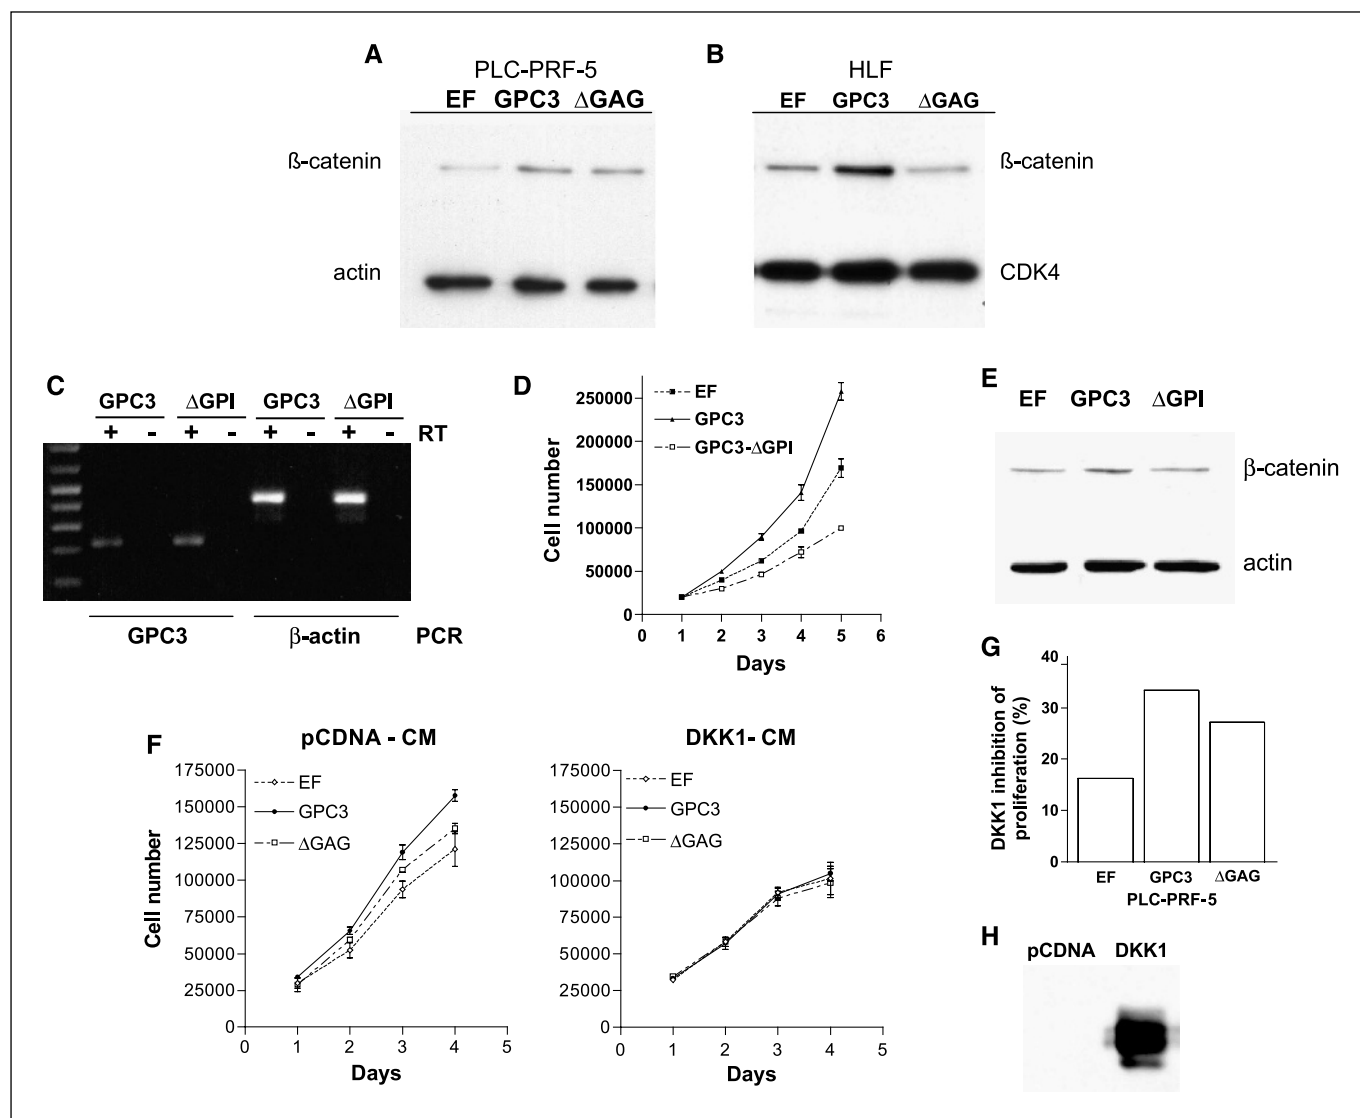 A
PLC-PRF-5
EF GPC3 ΔGAG
ß-catenin
actin
B
HLF
EF GPC3 ΔGAG
ß-catenin
CDK4
C
GPC3 ΔGPI GPC3 ΔGPI
+ - + - + - + - RT
GPC3 β-actin PCR
D
EF
GPC3
GPC3-ΔGPI
Cell number
250000
200000
150000
100000
50000
0
0 1 2 3 4 5 6
Days
E
EF GPC3 ΔGPI
β-catenin
actin
F
pCDNA - CM
EF
GPC3
ΔGAG
Cell number
175000
150000
125000
100000
75000
50000
25000
0
0 1 2 3 4 5
Days
DKK1- CM
EF
GPC3
ΔGAG
175000
150000
125000
100000
75000
50000
25000
0
0 1 2 3 4 5
Days
G
DKK1 inhibition of
proliferation (%)
40
30
20
10
0
EF GPC3 ΔGAG
PLC-PRF-5
H
pCDNA DKK1